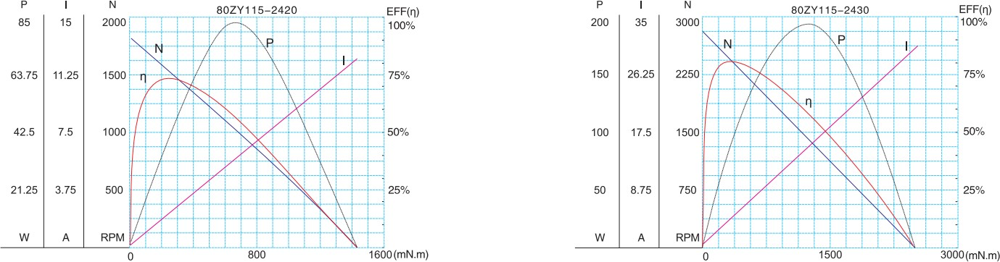 P I N 80ZY115-2420 EFF(η)
85 15 2000 100%
N P I
63.75 11.25 1500 η 75%
42.5 7.5 1000 50%
21.25 3.75 500 25%
W A RPM
0 800 1600 (mN.m)
P I N 80ZY115-2430 EFF(η)
200 35 3000 100%
N P I
150 26.25 2250 75%
η
100 17.5 1500 50%
50 8.75 750 25%
W A RPM
0 1500 3000 (mN.m)